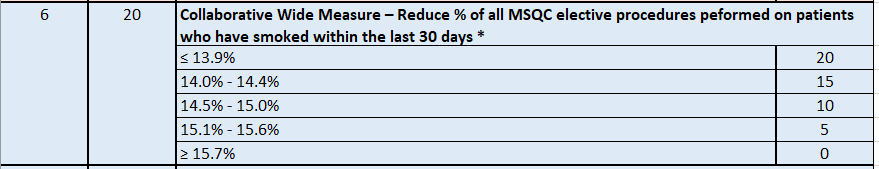 6 20 Collaborative Wide Measure – Reduce % of all MSQC elective procedures peformed on patients
who have smoked within the last 30 days *
≤ 13.9% 20
14.0% - 14.4% 15
14.5% - 15.0% 10
15.1% - 15.6% 5
≥ 15.7% 0